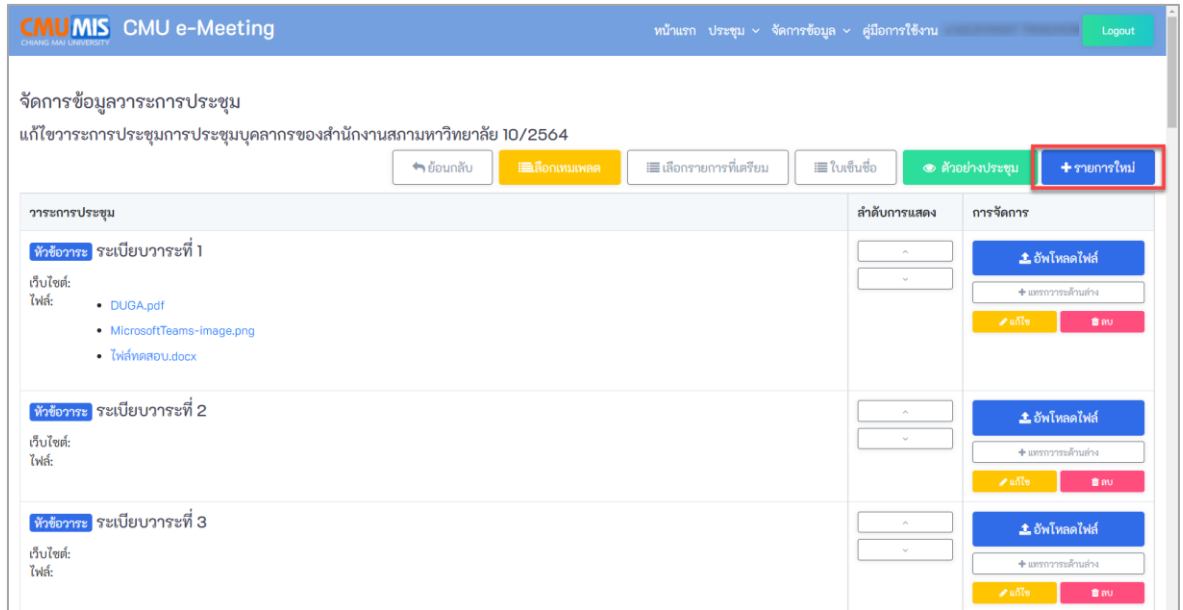 CMU MIS CMU e-Meeting หน้าแรก ประชุม จัดการข้อมูล คู่มือการใช้งาน Logout
CHIANG MAI UNIVERSITY
จัดการข้อมูลวาระการประชุม
แก้ไขวาระการประชุมการประชุมบุคลากรของสำนักงานสภามหาวิทยาลัย 10/2564
ย้อนกลับ เลือกเทมเพลต เลือกรายการที่เตรียม ใบเซ็นชื่อ ตัวอย่างประชุม + รายการใหม่
วาระการประชุม ลำดับการแสดง การจัดการ
หัวข้อวาระ ระเบียบวาระที่ 1 อัพโหลดไฟล์
เว็บไซต์:
ไฟล์: + แทรกวาระด้านล่าง
• DUGA.pdf
แก้ไข ลบ
• MicrosoftTeams-image.png
• ไฟล์ทดสอบ.docx
หัวข้อวาระ ระเบียบวาระที่ 2 อัพโหลดไฟล์
เว็บไซต์:
+ แทรกวาระด้านล่าง
ไฟล์:
แก้ไข ลบ
หัวข้อวาระ ระเบียบวาระที่ 3 อัพโหลดไฟล์
เว็บไซต์:
+ แทรกวาระด้านล่าง
ไฟล์:
แก้ไข ลบ